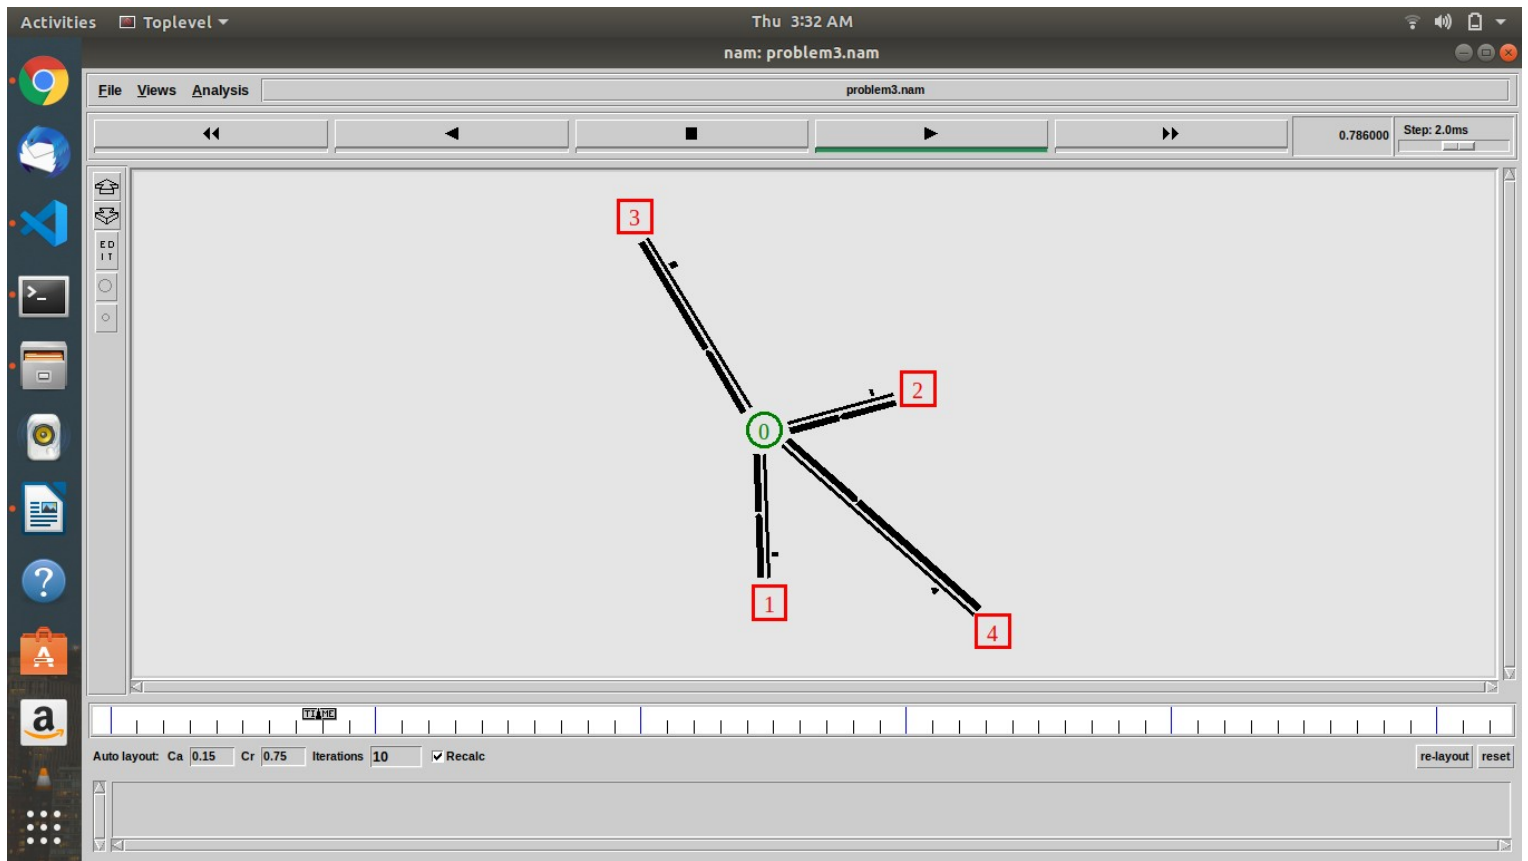 Activities Toplevel Thu 3:32 AM
nam: problem3.nam
File Views Analysis problem3.nam
0.786000 Step: 2.0ms
E D
I T
3
2
0
1
4
TIME
Auto layout: Ca 0.15 Cr 0.75 Iterations 10 Recalc re-layout reset